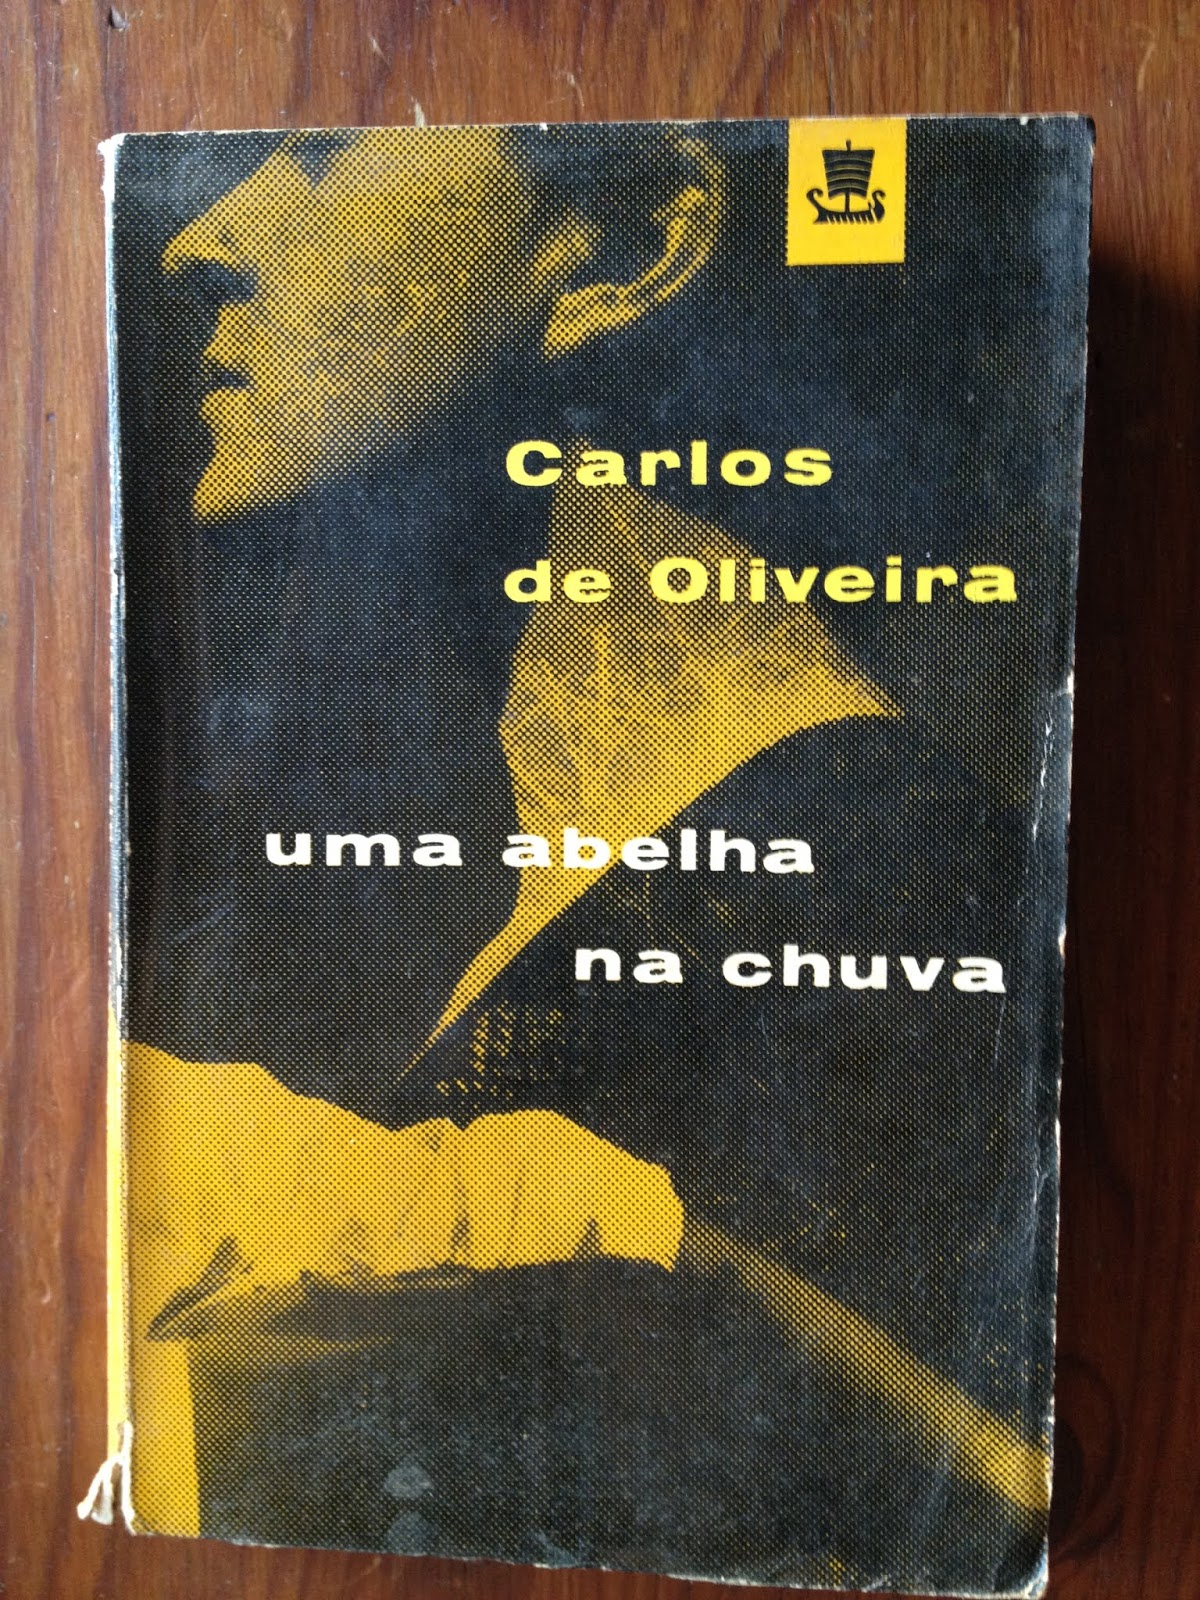 Carlos
de Oliveira
uma abelha
na chuva